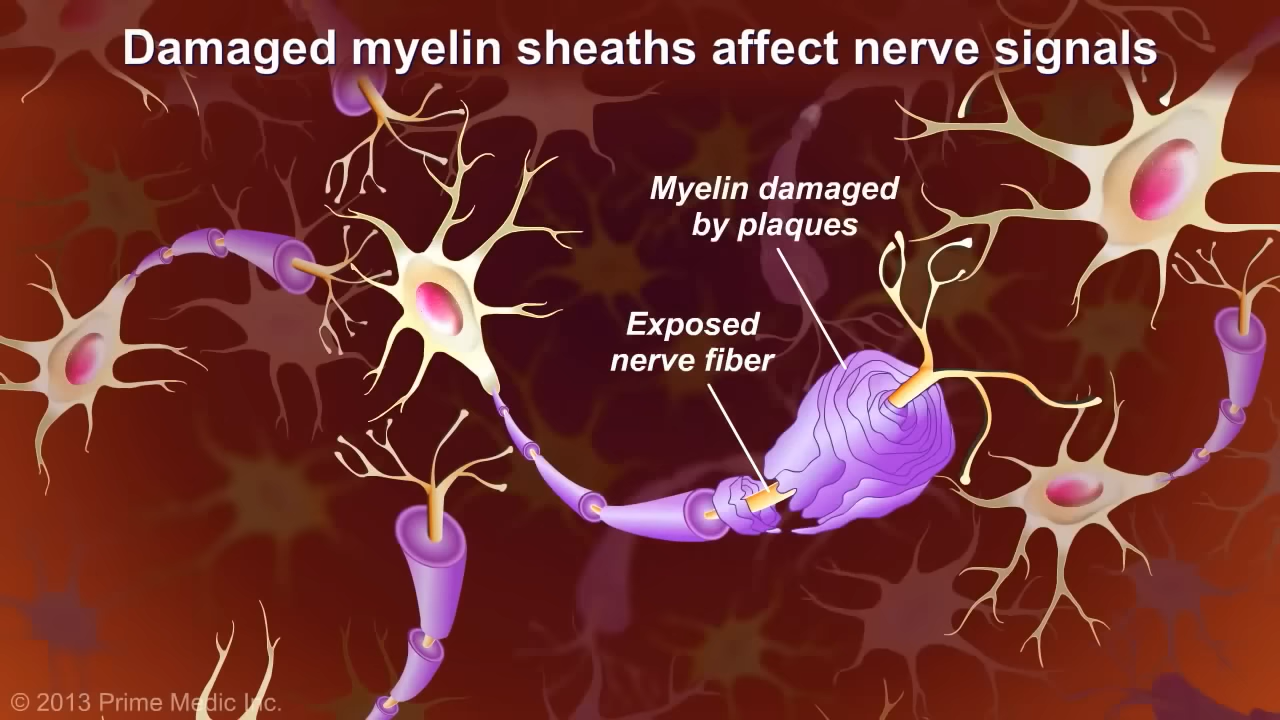 Damaged myelin sheaths affect nerve signals
Myelin damaged
by plaques
Exposed
nerve fiber
© 2013 Prime Medic Inc.